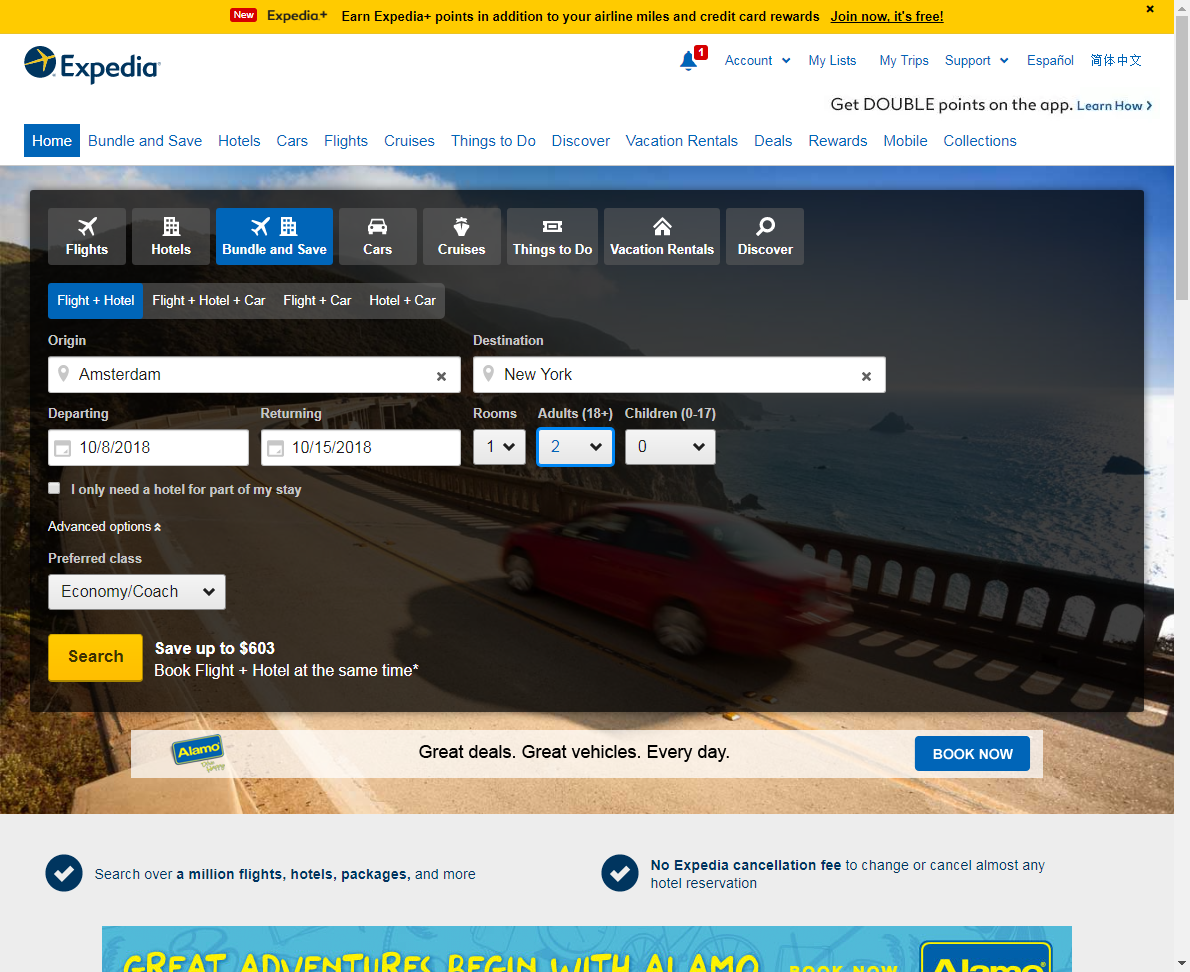 New Expedia+ Earn Expedia+ points in addition to your airline miles and credit card rewards Join now, it's free!
Expedia
1 Account My Lists My Trips Support Español 简体中文
Get DOUBLE points on the app. Learn How
Home Bundle and Save Hotels Cars Flights Cruises Things to Do Discover Vacation Rentals Deals Rewards Mobile Collections
Flights Hotels Bundle and Save Cars Cruises Things to Do Vacation Rentals Discover
Flight + Hotel Flight + Hotel + Car Flight + Car Hotel + Car
Origin Destination
Amsterdam New York
Departing Returning Rooms Adults (18+) Children (0-17)
10/8/2018 10/15/2018 1 2 0
I only need a hotel for part of my stay
Advanced options
Preferred class
Economy/Coach
Search Save up to $603
Book Flight + Hotel at the same time*
Alamo Great deals. Great vehicles. Every day. BOOK NOW
Search over a million flights, hotels, packages, and more
No Expedia cancellation fee to change or cancel almost any
hotel reservation
GREAT ADVENTURES BEGIN WITH ALAMO BOOK NOW Alamo